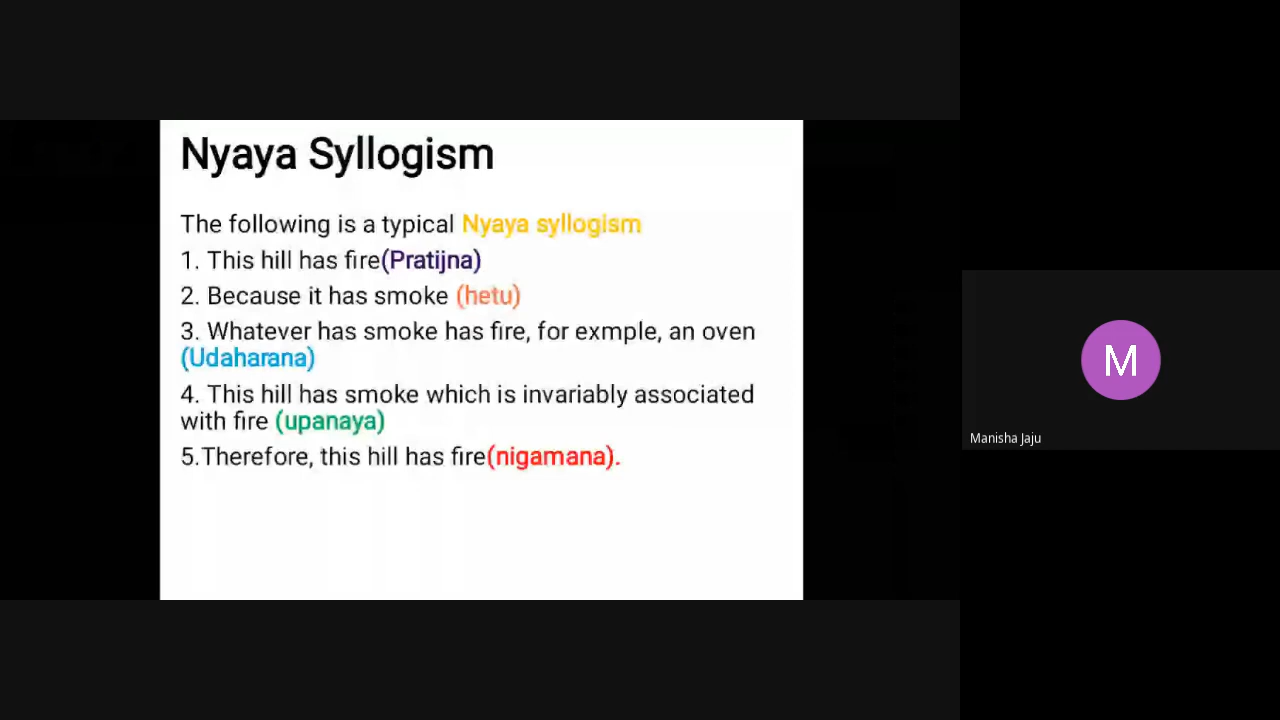 Nyaya Syllogism
The following is a typical Nyaya syllogism
1. This hill has fire(Pratijna)
2. Because it has smoke (hetu)
3. Whatever has smoke has fire, for exmple, an oven
(Udaharana)
4. This hill has smoke which is invariably associated
with fire (upanaya)
5.Therefore, this hill has fire(nigamana).
M
Manisha Jaju